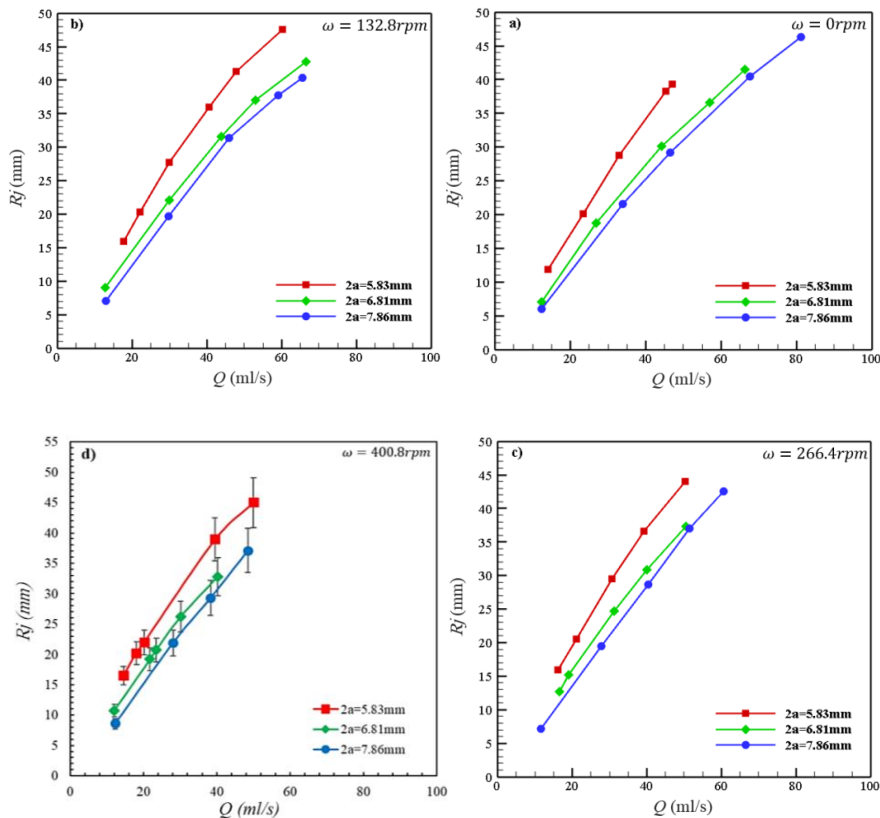 b)
ω = 132.8rpm
50
45
40
35
30
25
20
15
10
5
0
Rj (mm)
2a=5.83mm
2a=6.81mm
2a=7.86mm
0 20 40 60 80 100
Q (ml/s)
a)
ω = 0rpm
50
45
40
35
30
25
20
15
10
5
0
Rj (mm)
2a=5.83mm
2a=6.81mm
2a=7.86mm
0 20 40 60 80 100
Q (ml/s)
d)
ω = 400.8rpm
55
50
45
40
35
30
25
20
15
10
5
0
Rj (mm)
2a=5.83mm
2a=6.81mm
2a=7.86mm
0 20 40 60 80 100
Q (ml/s)
c)
ω = 266.4rpm
50
45
40
35
30
25
20
15
10
5
0
Rj (mm)
2a=5.83mm
2a=6.81mm
2a=7.86mm
0 20 40 60 80 100
Q (ml/s)